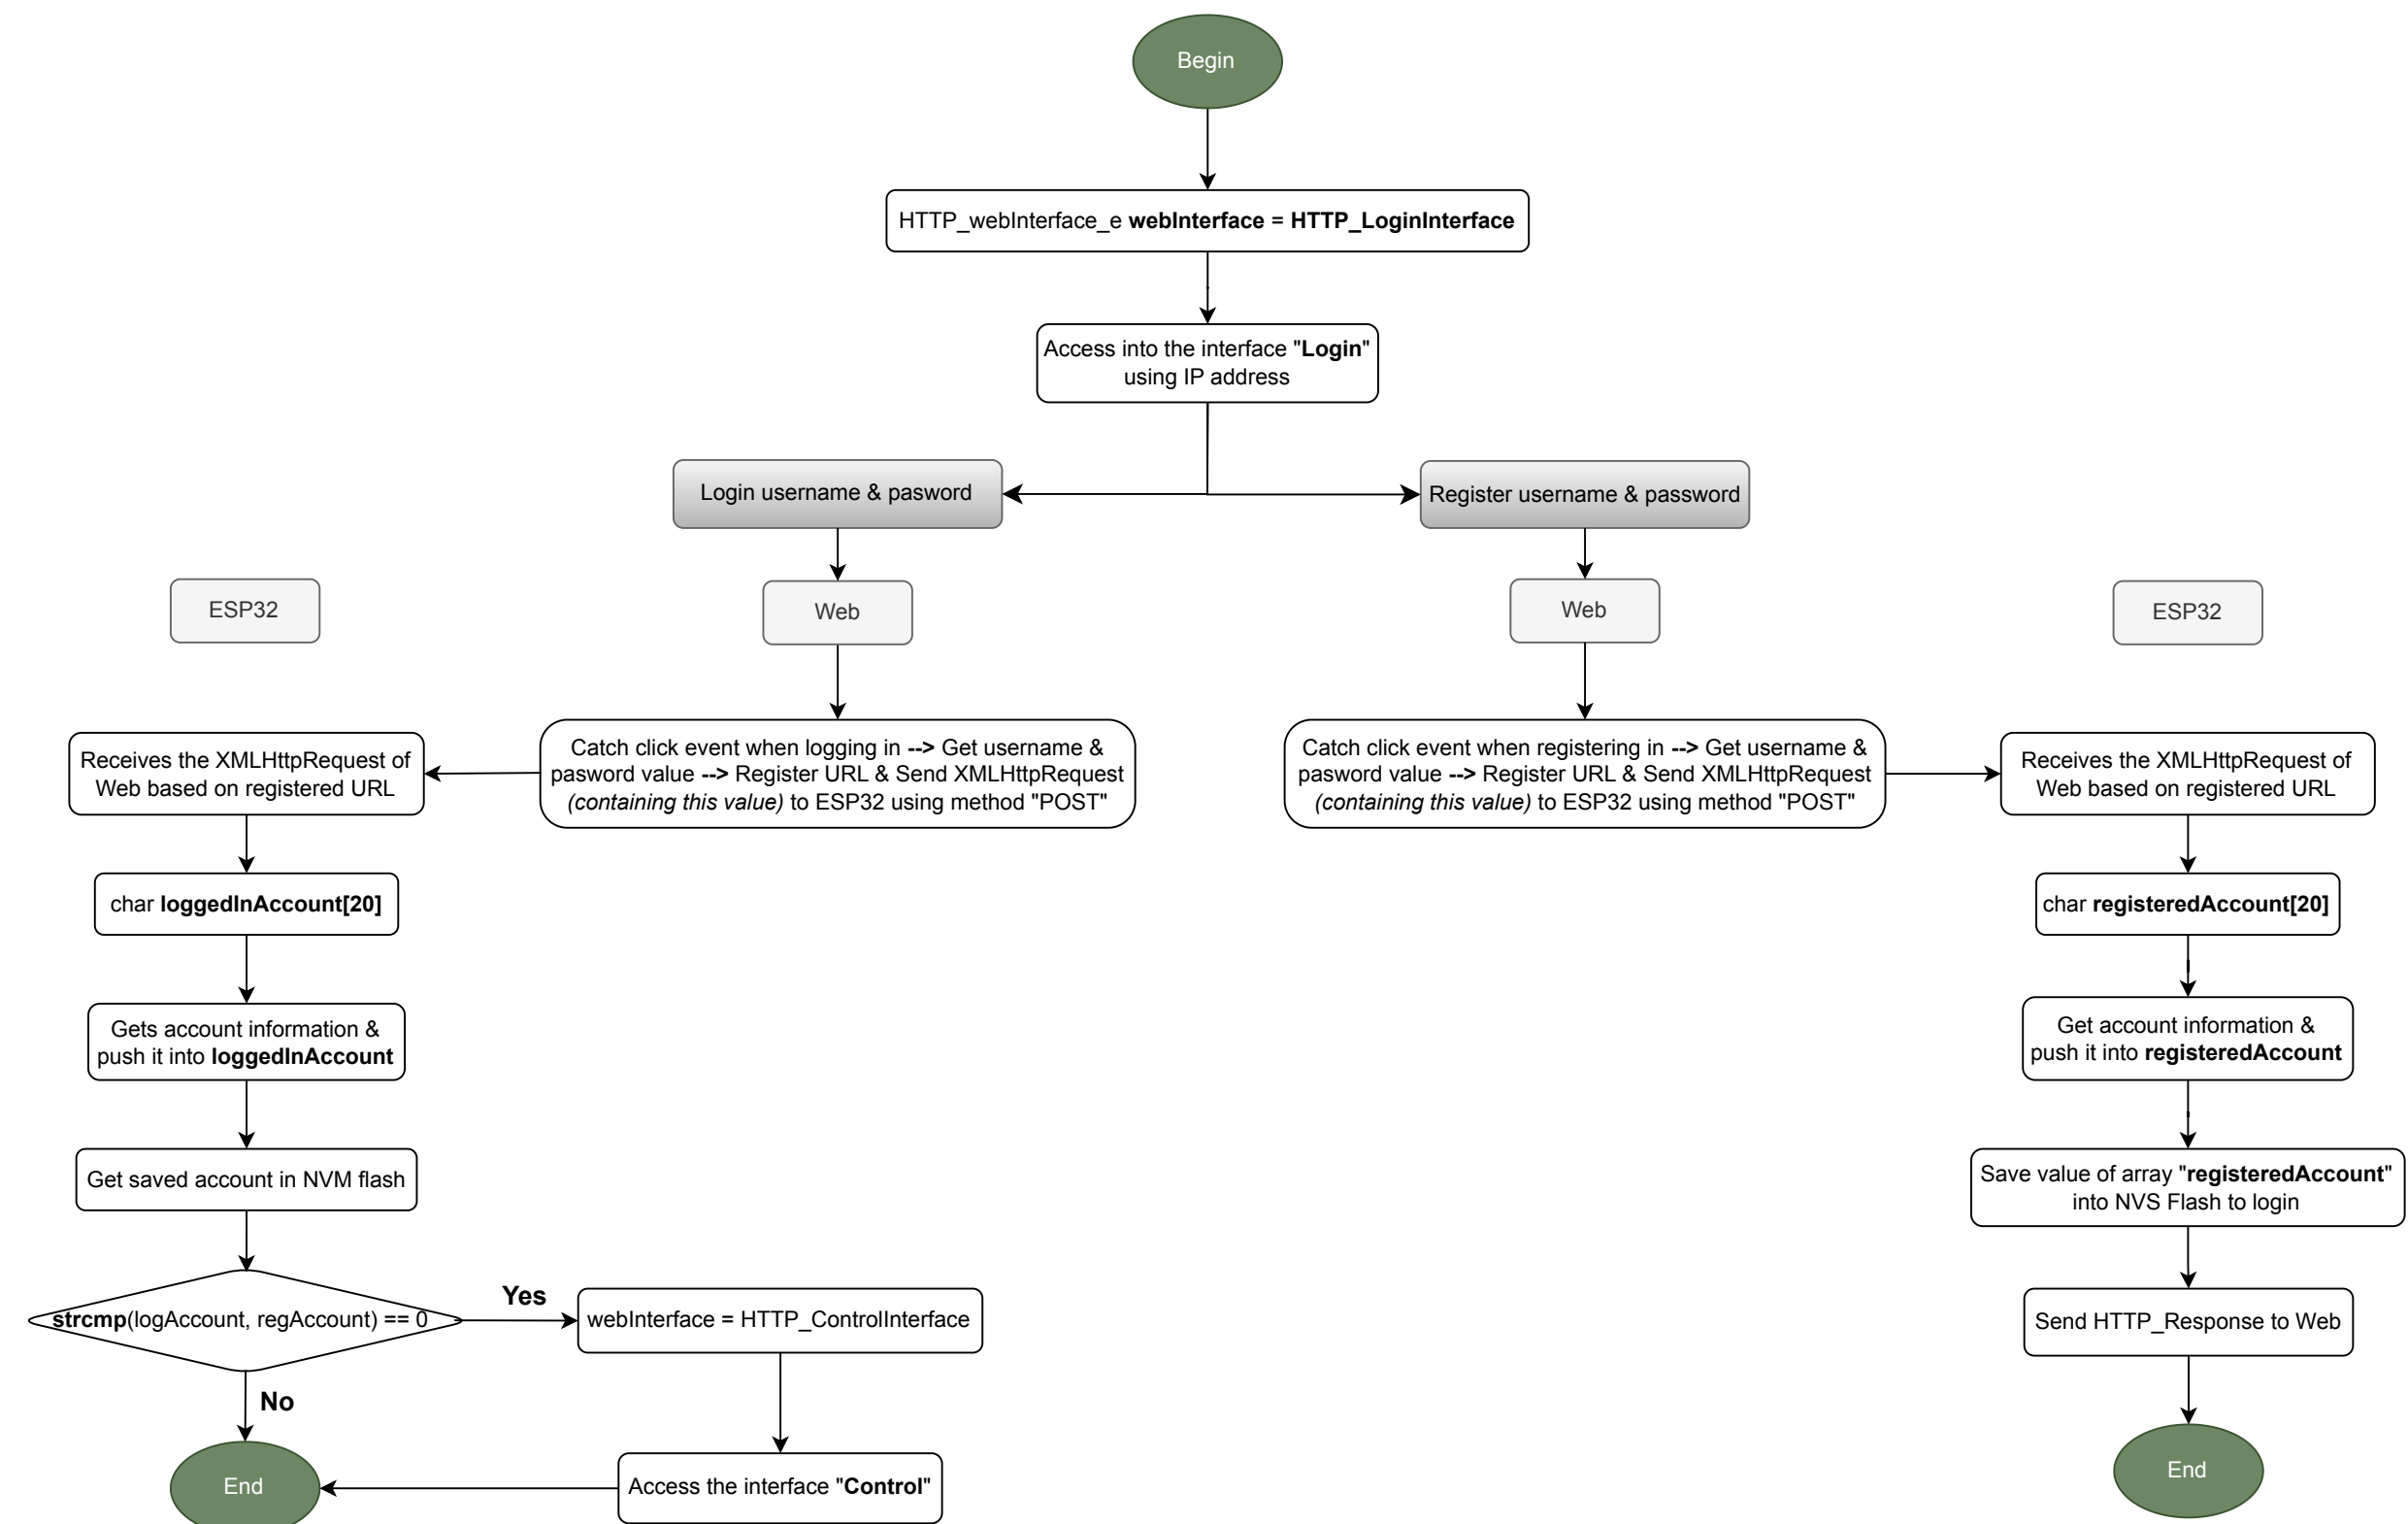 Begin
HTTP_webInterface_e webInterface = HTTP_LoginInterface
Access into the interface "Login"
using IP address
Login username & pasword
Register username & password
ESP32
Web
Web
ESP32
Catch click event when logging in --> Get username &
pasword value --> Register URL & Send XMLHttpRequest
(containing this value) to ESP32 using method "POST"
Catch click event when registering in --> Get username &
pasword value --> Register URL & Send XMLHttpRequest
(containing this value) to ESP32 using method "POST"
Receives the XMLHttpRequest of
Web based on registered URL
Receives the XMLHttpRequest of
Web based on registered URL
char loggedInAccount[20]
char registeredAccount[20]
Gets account information &
push it into loggedInAccount
Get account information &
push it into registeredAccount
Get saved account in NVM flash
Save value of array "registeredAccount"
into NVS Flash to login
strcmp(logAccount, regAccount) == 0
Yes
webInterface = HTTP_ControlInterface
Send HTTP_Response to Web
No
End
Access the interface "Control"
End